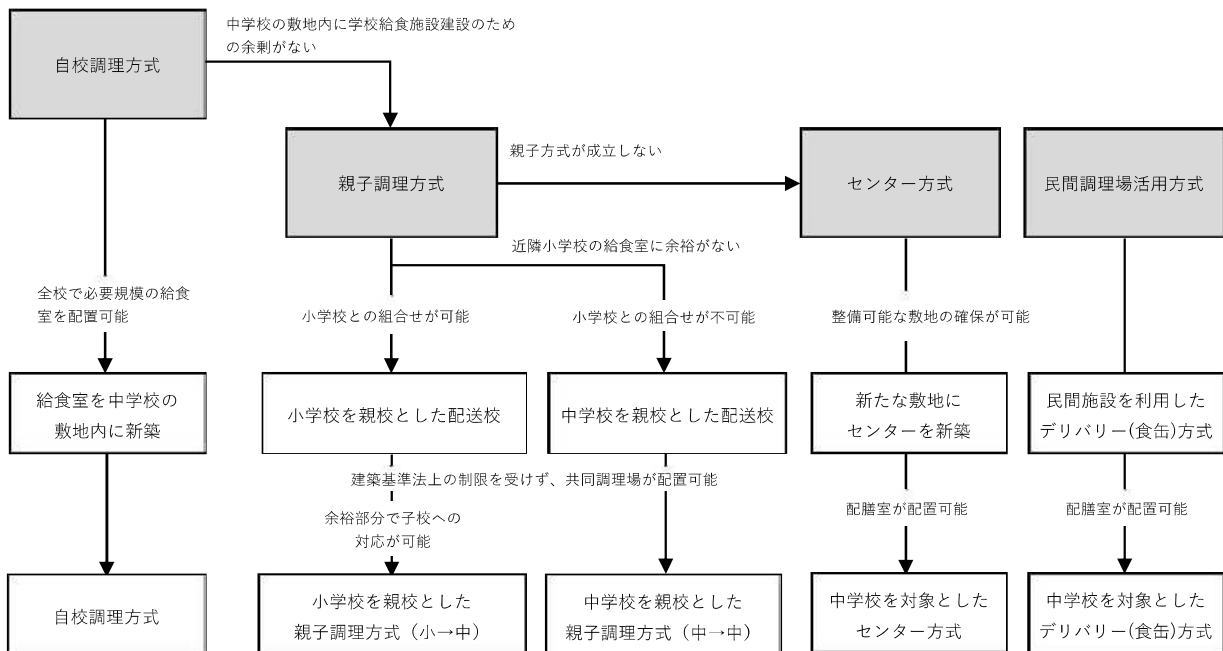 中学校の敷地内に学校給食施設建設のため
の余剰がない
自校調理方式
親子方式が成立しない
親子調理方式
センター方式
民間調理場活用方式
近隣小学校の給食室に余裕がない
全校で必要規模の給食
室を配置可能
小学校との組合せが可能
小学校との組合せが不可能
整備可能な敷地の確保が可能
給食室を中学校の
敷地内に新築
小学校を親校とした配送校
中学校を親校とした配送校
新たな敷地に
センターを新築
民間施設を利用した
デリバリー(食缶)方式
建築基準法上の制限を受けず、共同調理場が配置可能
余裕部分で子校への
対応が可能
配膳室が配置可能
配膳室が配置可能
自校調理方式
小学校を親校とした
親子調理方式（小→中）
中学校を親校とした
親子調理方式（中→中）
中学校を対象とした
センター方式
中学校を対象とした
デリバリー(食缶)方式